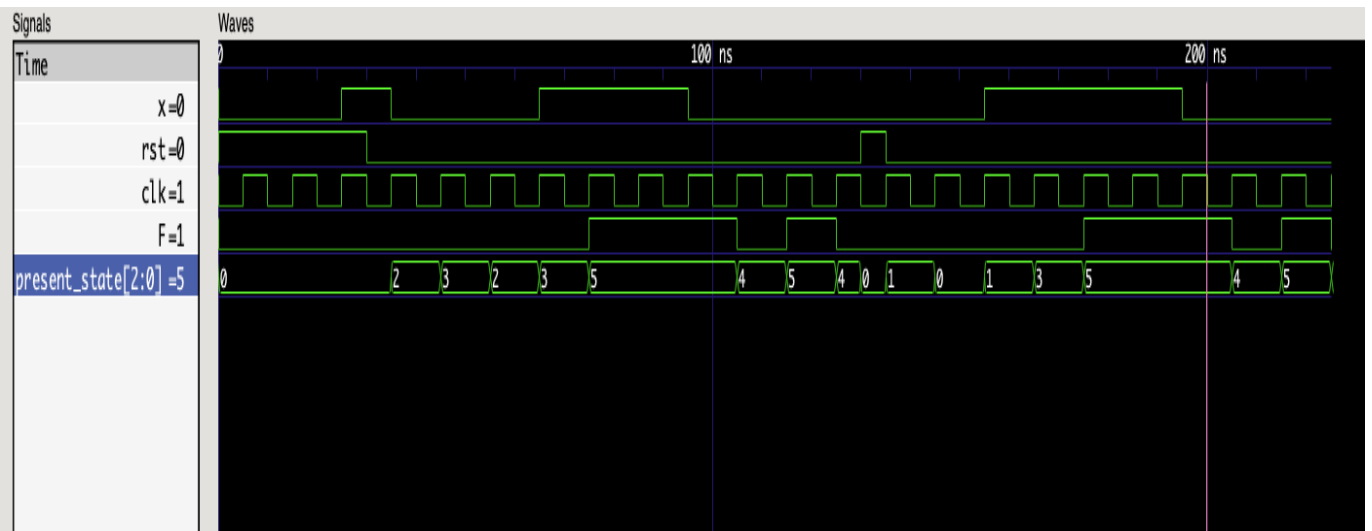 Signals Waves
Time 0 100 ns 200 ns
x=0
rst=0
clk=1
F=1
present_state[2:0] =5 0 2 3 2 3 5 4 5 4 0 1 0 1 3 5 4 5